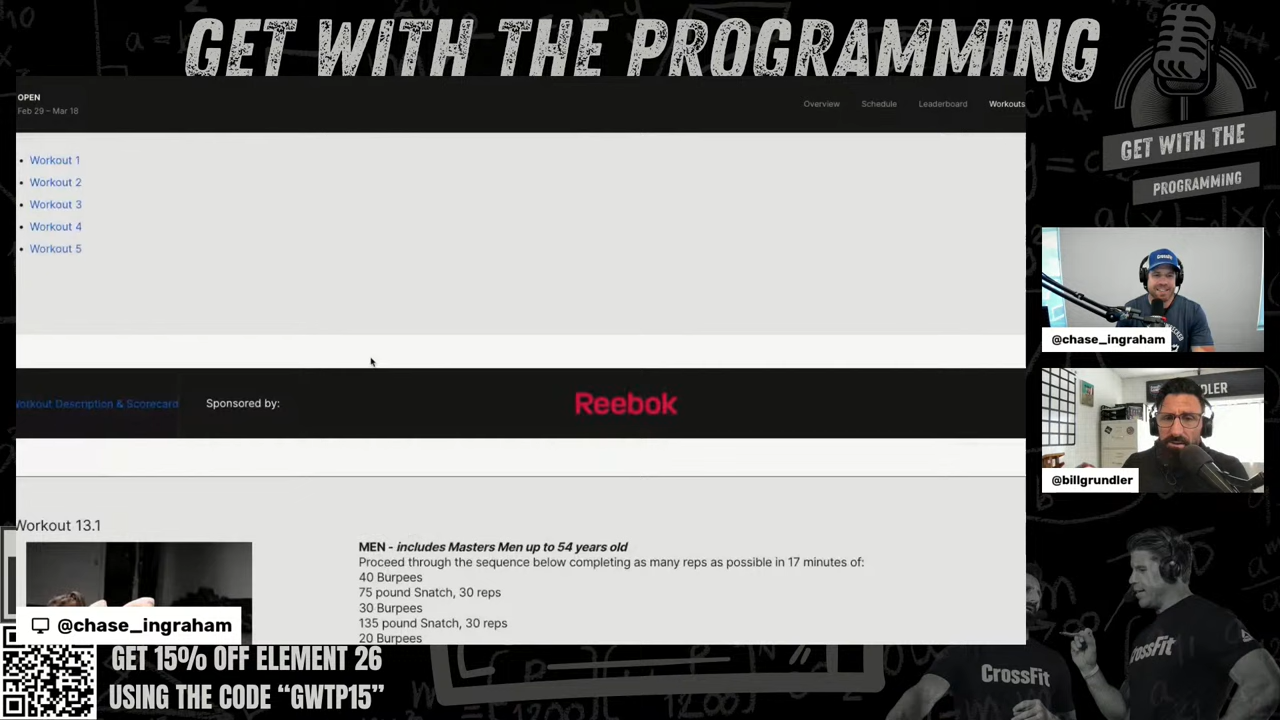 GET WITH THE PROGRAMMING
OPEN
Feb 29 – Mar 18
Overview
Schedule
Leaderboard
Workouts
• Workout 1
• Workout 2
• Workout 3
• Workout 4
• Workout 5
Workout Description & Scorecard
Sponsored by:
Reebok
Workout 13.1
MEN - includes Masters Men up to 54 years old
Proceed through the sequence below completing as many reps as possible in 17 minutes of:
40 Burpees
75 pound Snatch, 30 reps
30 Burpees
135 pound Snatch, 30 reps
20 Burpees
@chase_ingraham
GET 15% OFF ELEMENT 26
USING THE CODE “GWTP15”
GET WITH THE
PROGRAMMING
@chase_ingraham
@billgrundler
CrossFit
CrossFit